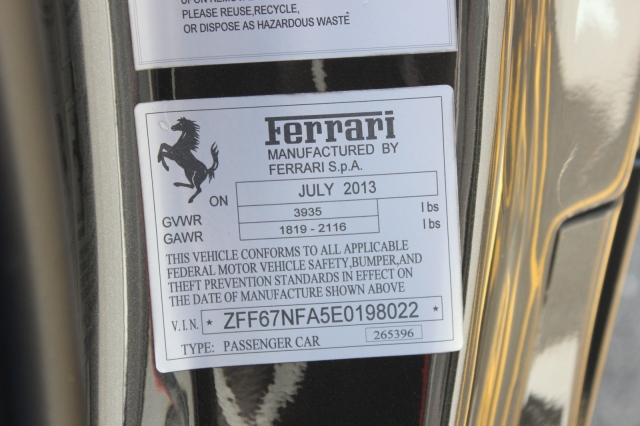 PLEASE REUSE,RECYCLE,
OR DISPOSE AS HAZARDOUS WASTE
Ferrari
MANUFACTURED BY
FERRARI S.p.A.
ON JULY 2013
GVWR 3935 lbs
GAWR 1819 - 2116 lbs
THIS VEHICLE CONFORMS TO ALL APPLICABLE
FEDERAL MOTOR VEHICLE SAFETY,BUMPER,AND
THEFT PREVENTION STANDARDS IN EFFECT ON
THE DATE OF MANUFACTURE SHOWN ABOVE
V.I.N. * ZFF67NFA5E0198022 *
TYPE: PASSENGER CAR 265396